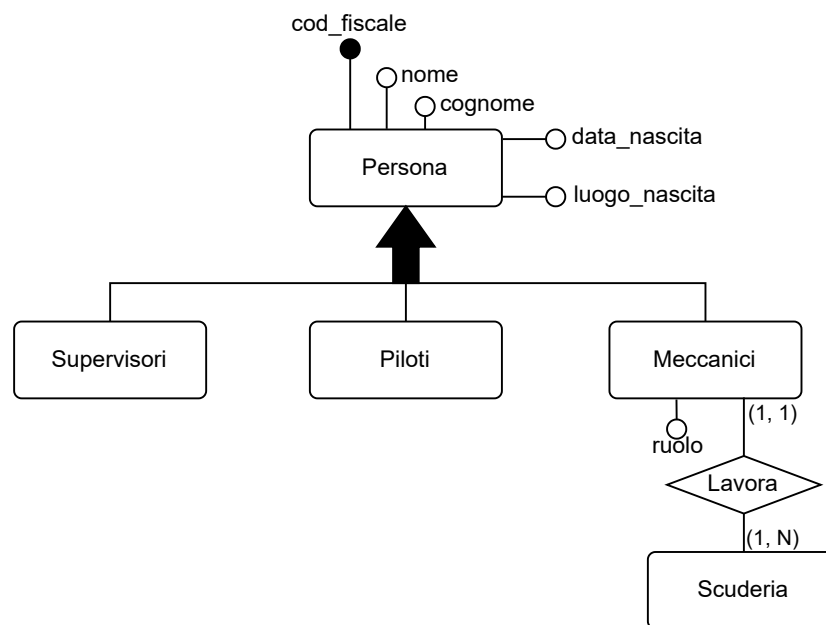 cod_fiscale
nome
cognome
data_nascita
Persona
luogo_nascita
Supervisori
Piloti
Meccanici
(1, 1)
ruolo
Lavora
(1, N)
Scuderia